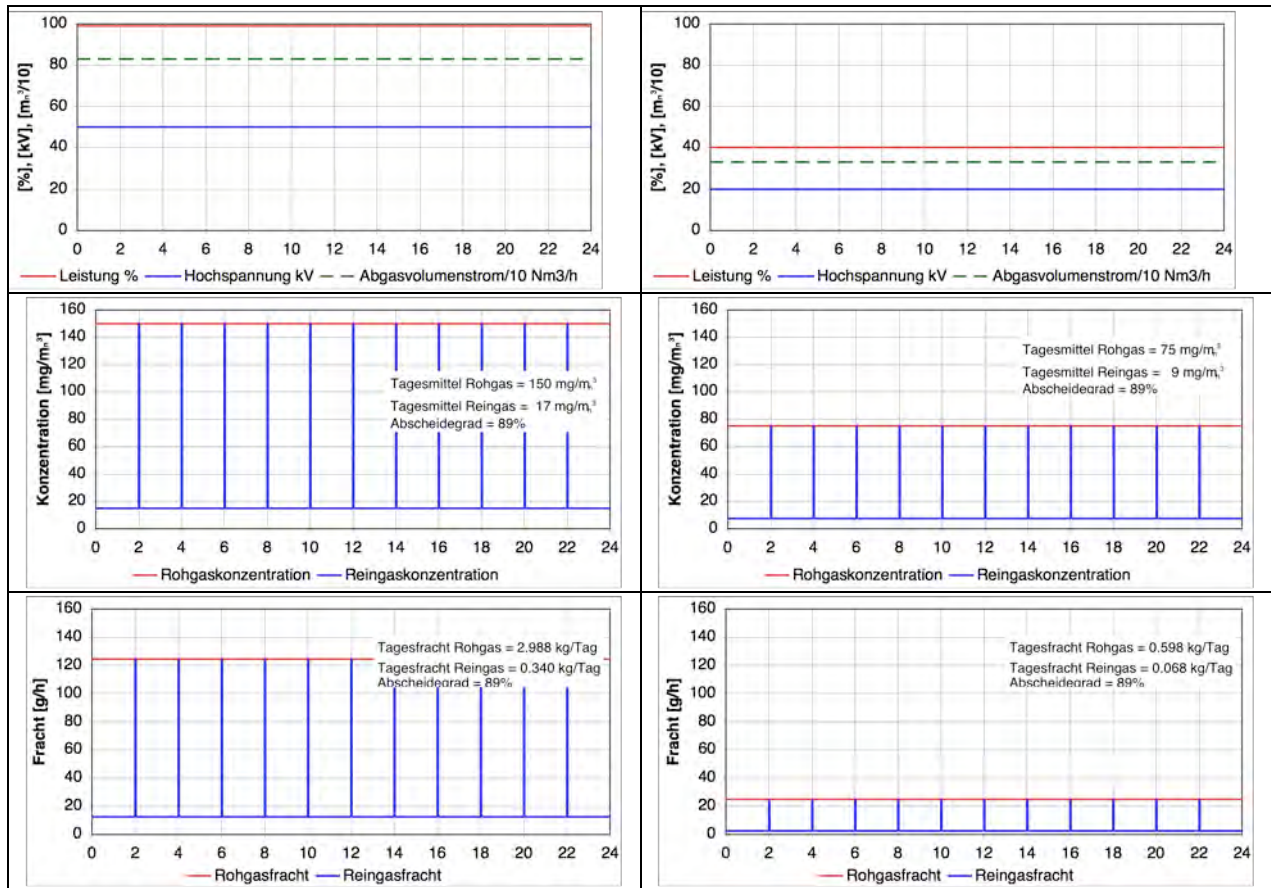 [%], [kV], [mₙ³/10]
100
80
60
40
20
0
0 2 4 6 8 10 12 14 16 18 20 22 24
Leistung % Hochspannung kV Abgasvolumenstrom/10 Nm3/h
[%], [kV], [mₙ³/10]
100
80
60
40
20
0
0 2 4 6 8 10 12 14 16 18 20 22 24
Leistung % Hochspannung kV Abgasvolumenstrom/10 Nm3/h
Konzentration [mg/mₙ³]
160
140
120
100
80
60
40
20
0
Tagesmittel Rohgas = 150 mg/mₙ³
Tagesmittel Reingas = 17 mg/mₙ³
Abscheidegrad = 89%
0 2 4 6 8 10 12 14 16 18 20 22 24
Rohgaskonzentration Reingaskonzentration
Konzentration [mg/mₙ³]
160
140
120
100
80
60
40
20
0
Tagesmittel Rohgas = 75 mg/mₙ³
Tagesmittel Reingas = 9 mg/mₙ³
Abscheidegrad = 89%
0 2 4 6 8 10 12 14 16 18 20 22 24
Rohgaskonzentration Reingaskonzentration
Fracht [g/h]
160
140
120
100
80
60
40
20
0
Tagesfracht Rohgas = 2.988 kg/Tag
Tagesfracht Reingas = 0.340 kg/Tag
Abscheidegrad = 89%
0 2 4 6 8 10 12 14 16 18 20 22 24
Rohgasfracht Reingasfracht
Fracht [g/h]
160
140
120
100
80
60
40
20
0
Tagesfracht Rohgas = 0.598 kg/Tag
Tagesfracht Reingas = 0.068 kg/Tag
Abscheidegrad = 89%
0 2 4 6 8 10 12 14 16 18 20 22 24
Rohgasfracht Reingasfracht